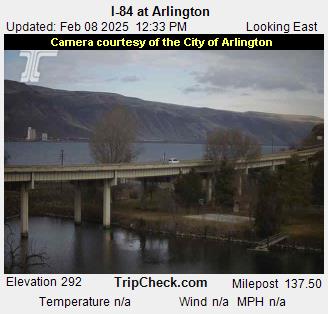 I-84 at Arlington
Updated: Feb 08 2025 12:33 PM Looking East
Camera courtesy of the City of Arlington
Elevation 292 TripCheck.com Milepost 137.50
Temperature n/a Wind n/a MPH n/a